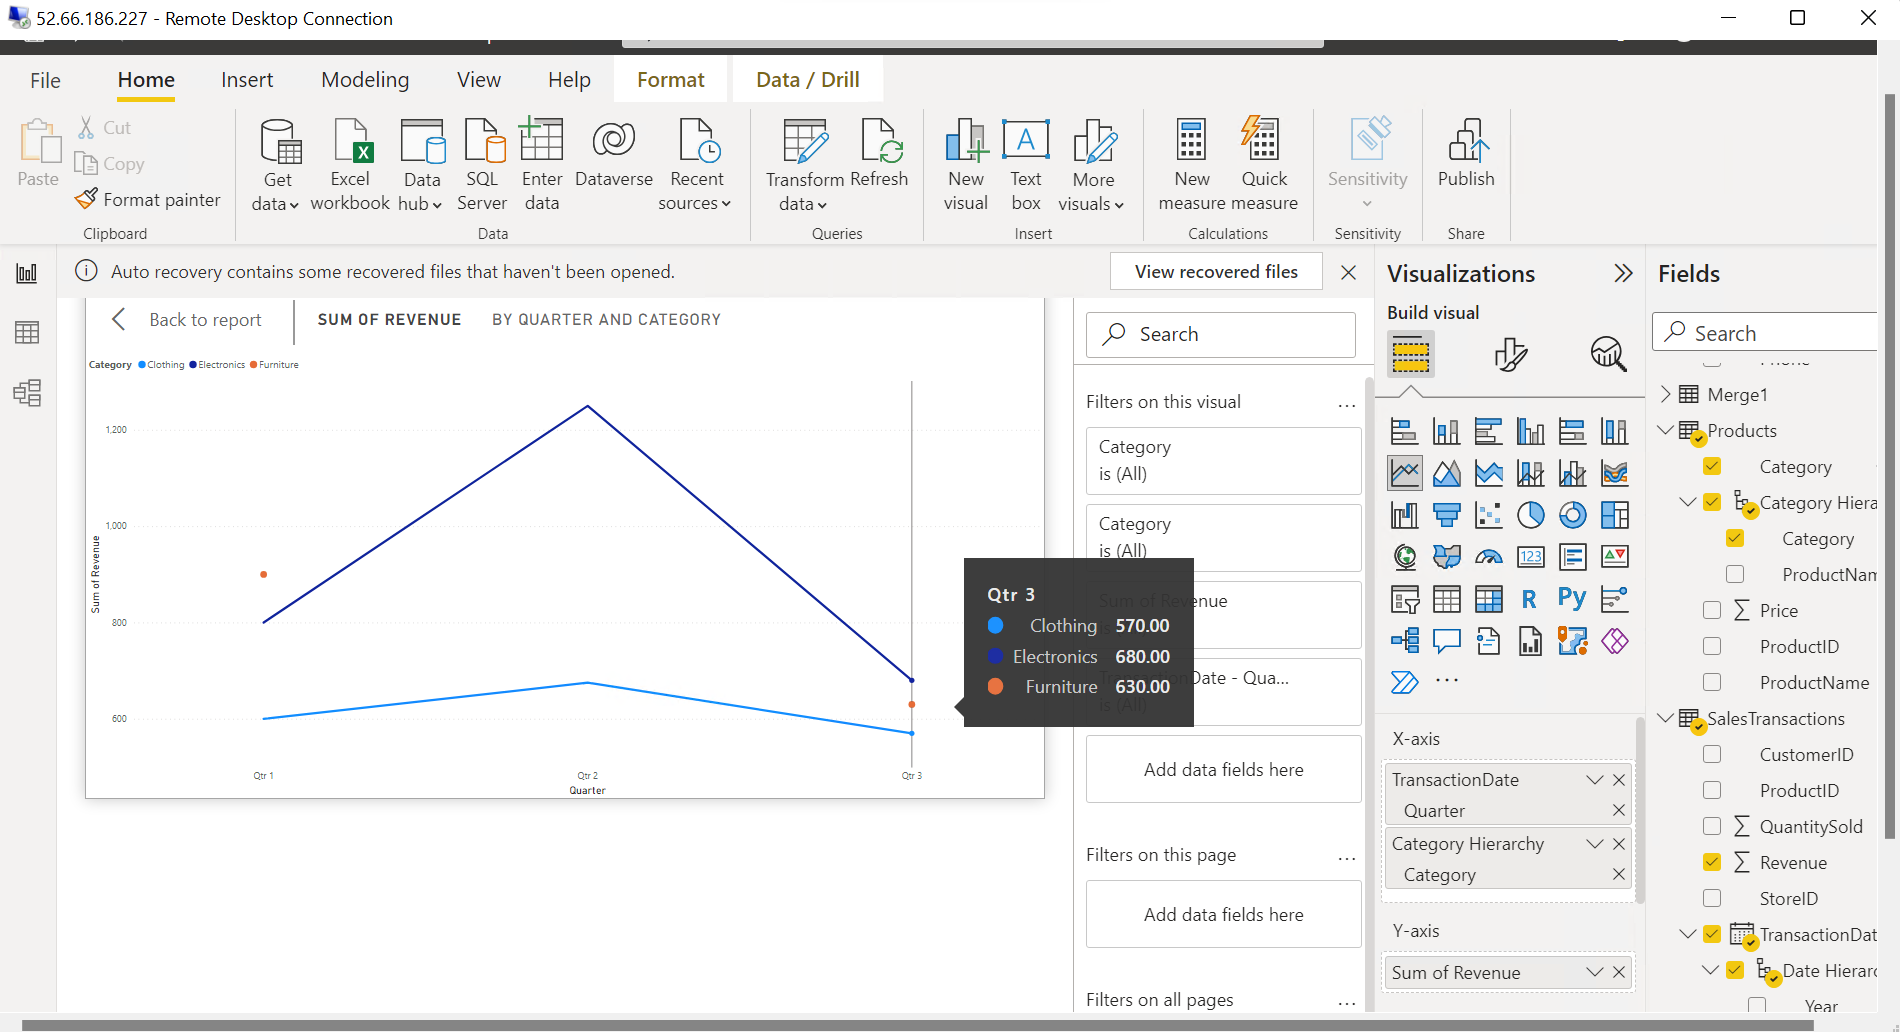 52.66.186.227 - Remote Desktop Connection
File Home Insert Modeling View Help Format Data / Drill
Paste
Cut
Copy
Format painter
Clipboard
Get data
Excel workbook
Data hub
SQL Server
Enter data
Dataverse
Recent sources
Data
Transform data
Refresh
Queries
New visual
Text box
More visuals
Insert
New measure
Quick measure
Calculations
Sensitivity
Sensitivity
Publish
Share
Auto recovery contains some recovered files that haven't been opened.
View recovered files
Back to report
SUM OF REVENUE BY QUARTER AND CATEGORY
Category Clothing Electronics Furniture
1,200
1,000
800
600
Sum of Revenue
Qtr 1 Qtr 2 Qtr 3
Quarter
Qtr 3
Clothing 570.00
Electronics 680.00
Furniture 630.00
Search
Filters on this visual
Category
is (All)
Category
is (All)
Sum of Revenue
TransactionDate - Qua...
is (All)
Add data fields here
Filters on this page
Add data fields here
Filters on all pages
Visualizations
Build visual
123
R
Py
X-axis
TransactionDate
Quarter
Category Hierarchy
Category
Y-axis
Sum of Revenue
Fields
Search
Merge1
Products
Category
Category Hiera
Category
ProductNam
Price
ProductID
ProductName
SalesTransactions
CustomerID
ProductID
QuantitySold
Revenue
StoreID
TransactionDat
Date Hierarc
Year